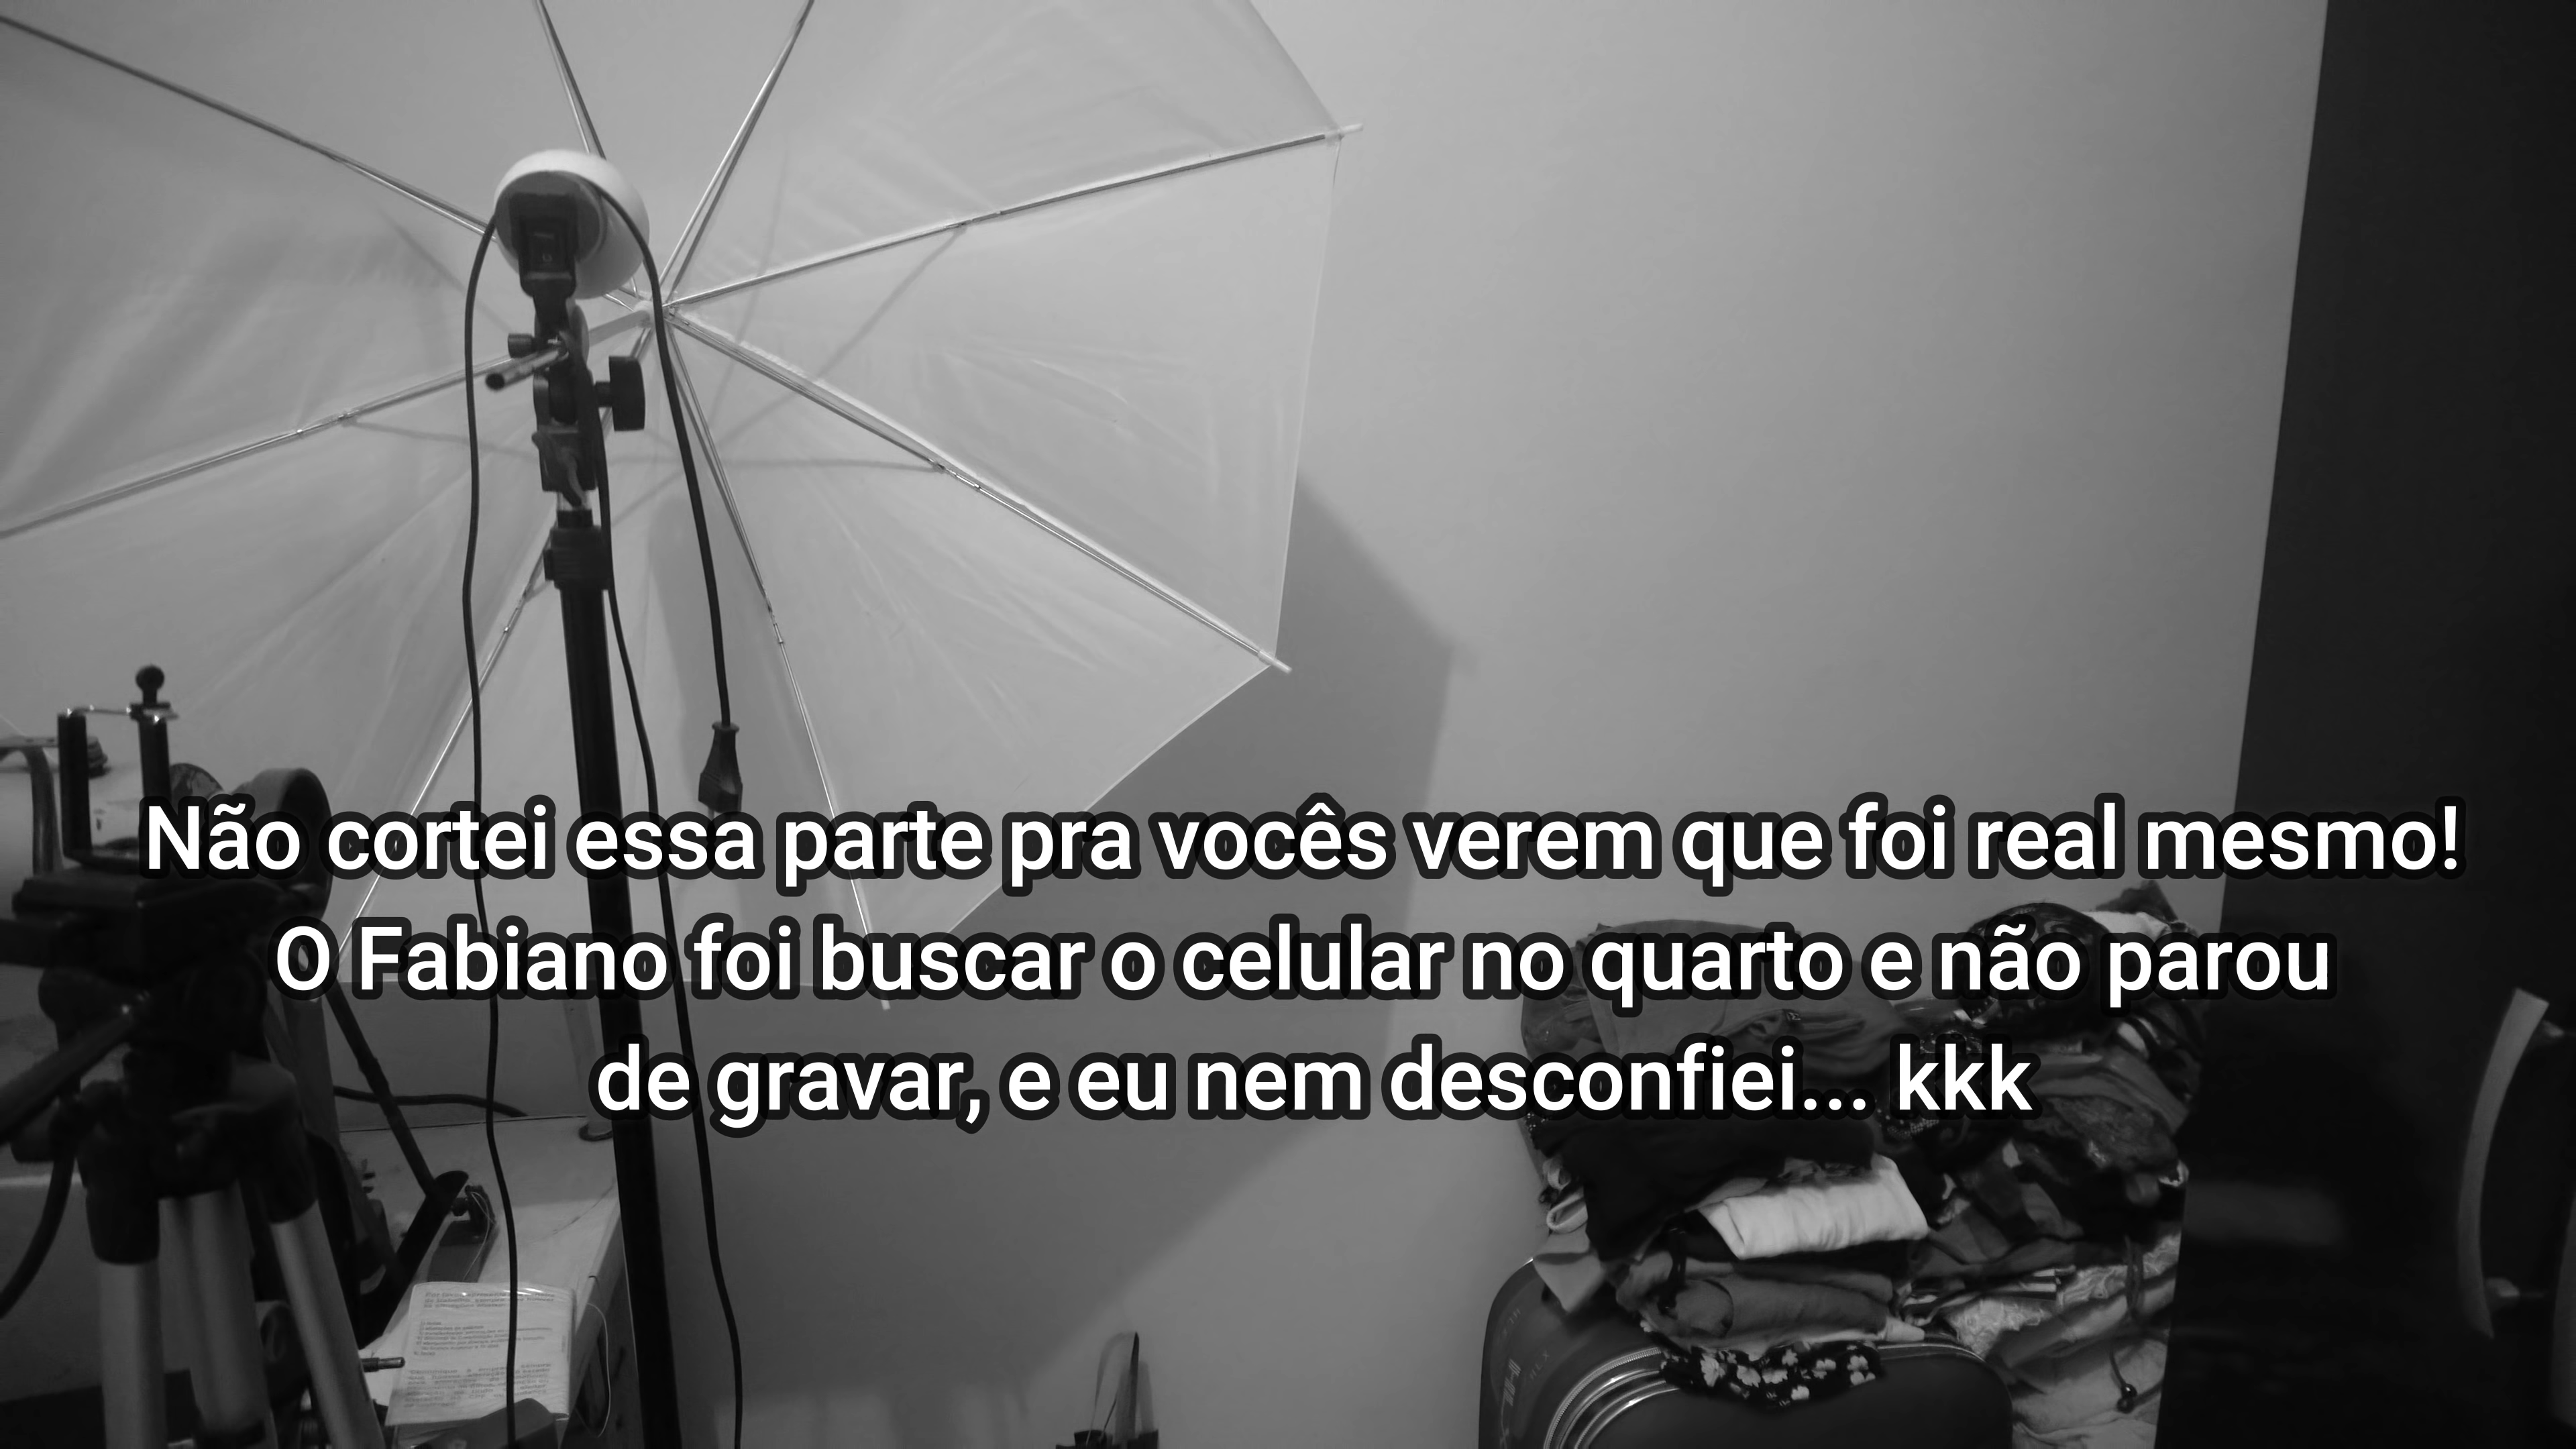 Não cortei essa parte pra vocês verem que foi real mesmo!
O Fabiano foi buscar o celular no quarto e não parou
de gravar, e eu nem desconfiei... kkk